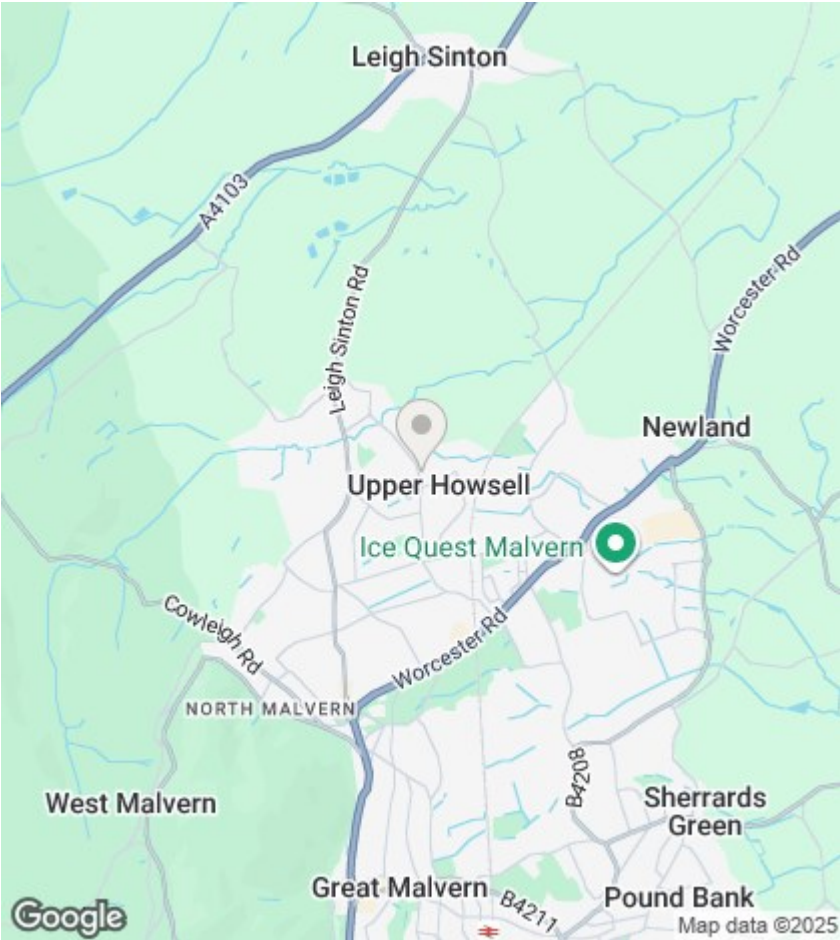 Leigh Sinton
A4103
Worcester Rd
Leigh Sinton Rd
Newland
Upper Howsell
Ice Quest Malvern
Cowleigh Rd
Worcester Rd
NORTH MALVERN
B4208
West Malvern
Sherrards
Green
Great Malvern
B4211
Pound Bank
Google
Map data ©2025